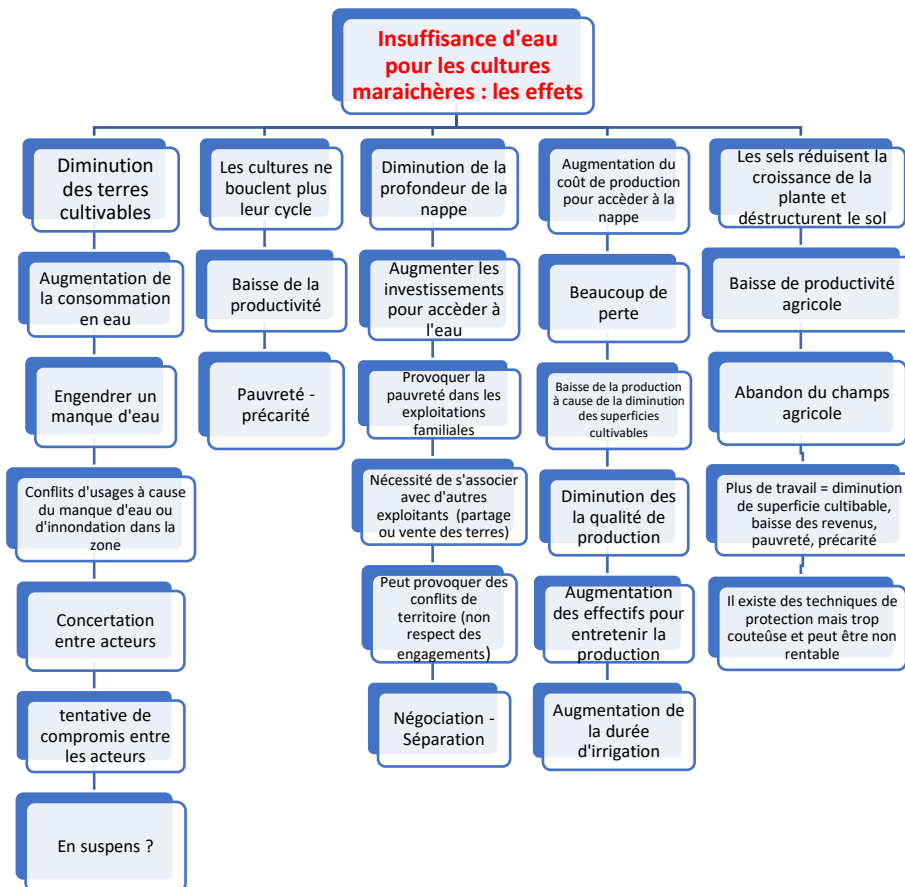 Insuffisance d'eau
pour les cultures
maraichères : les effets
Diminution
des terres
cultivables
Augmentation de
la consommation
en eau
Engendrer un
manque d'eau
Conflits d'usages à cause
du manque d'eau ou
d'innondation dans la
zone
Concertation
entre acteurs
tentative de
compromis entre
les acteurs
En suspens ?
Les cultures ne
bouclent plus
leur cycle
Baisse de la
productivité
Pauvreté -
précarité
Diminution de la
profondeur de la
nappe
Augmenter les
investissements
pour accèder à
l'eau
Provoquer la
pauvreté dans les
exploitations
familiales
Nécessité de s'associer
avec d'autres
exploitants (partage
ou vente des terres)
Peut provoquer des
conflits de
territoire (non
respect des
engagements)
Négociation -
Séparation
Augmentation du
coût de production
pour accèder à la
nappe
Beaucoup de
perte
Baisse de la production
à cause de la diminution
des superficies
cultivables
Diminution des
la qualité de
production
Augmentation
des effectifs pour
entretenir la
production
Augmentation de
la durée
d'irrigation
Les sels réduisent la
croissance de la
plante et
déstructurent le sol
Baisse de productivité
agricole
Abandon du champs
agricole
Plus de travail = diminution
de superficie cultibable,
baisse des revenus,
pauvreté, précarité
Il existe des techniques de
protection mais trop
couteûse et peut être non
rentable